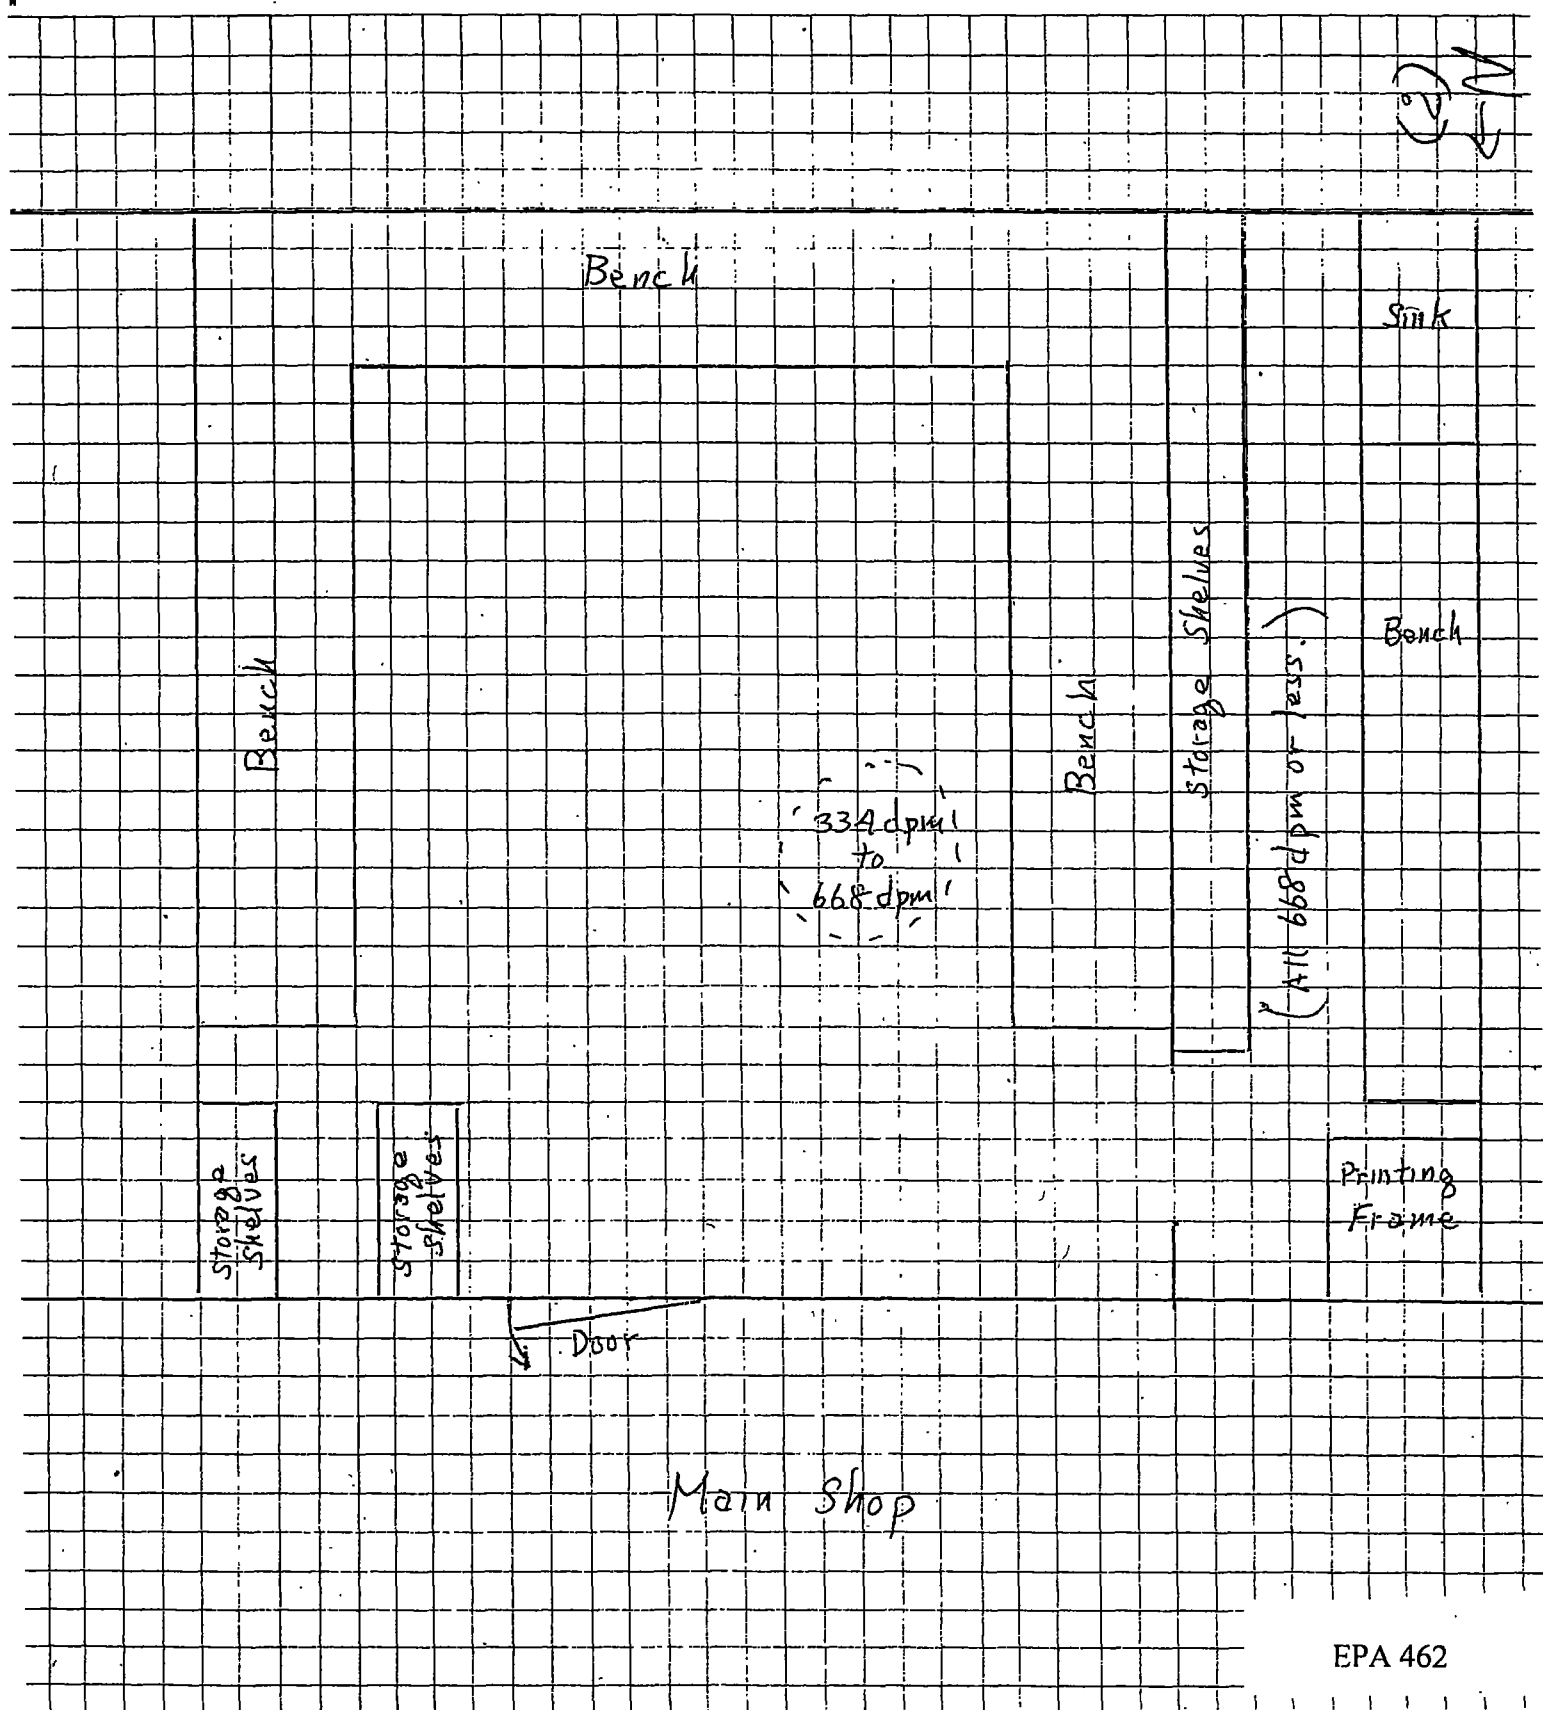 (2)
N
Bench
Sink
Bench
Bench
Bench
Storage Shelves
(All 668 dpm or less.)
334 dpm
to
668 dpm
Storage
Shelves
Storage
Shelves
Printing
Frame
Door
Main Shop
EPA 462